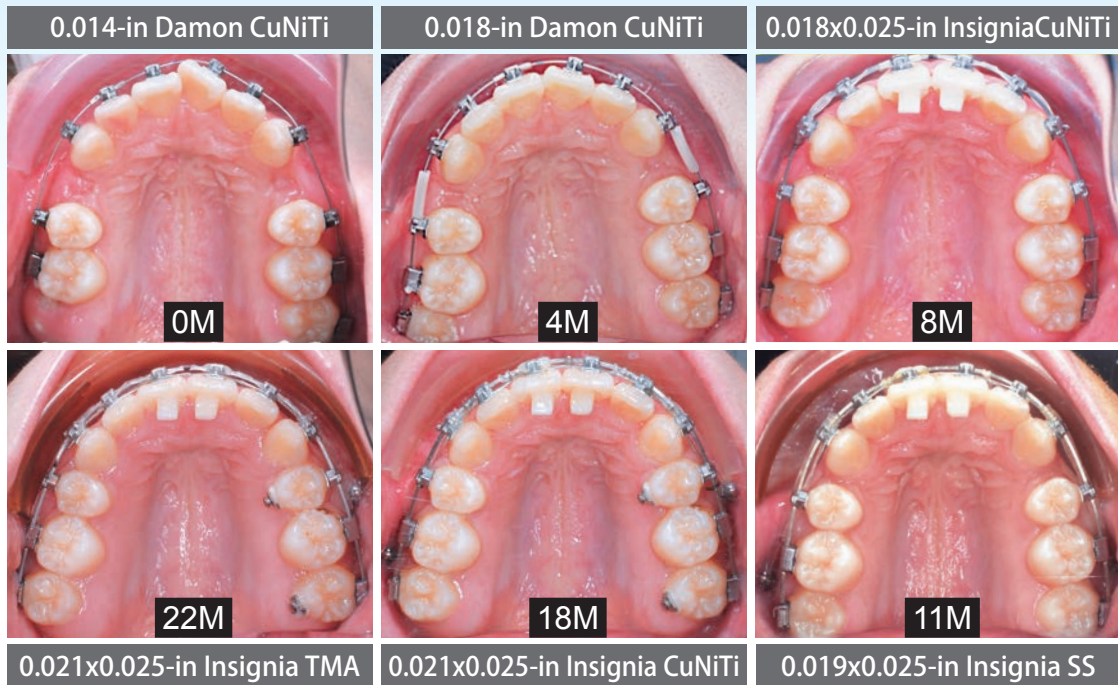 0.014-in Damon CuNiTi
0.018-in Damon CuNiTi
0.018x0.025-in InsigniaCuNiTi
0M
4M
8M
22M
18M
11M
0.021x0.025-in Insignia TMA
0.021x0.025-in Insignia CuNiTi
0.019x0.025-in Insignia SS